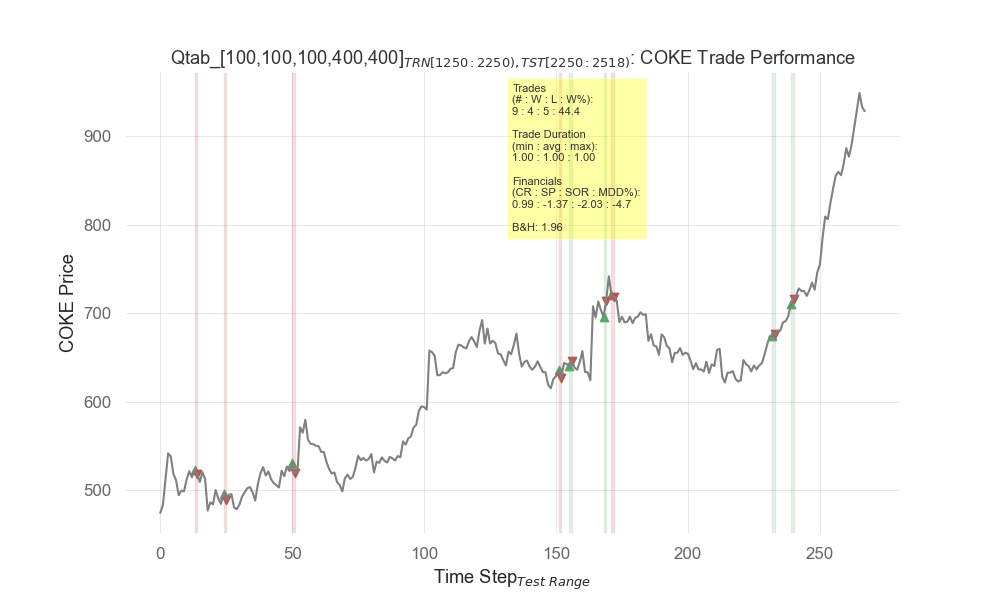 Qtab_[100,100,100,400,400]TRN[1250:2250),TST[2250:2518): COKE Trade Performance
Trades
(# : W : L : W%):
9 : 4 : 5 : 44.4
Trade Duration
(min : avg : max):
1.00 : 1.00 : 1.00
Financials
(CR : SP : SOR : MDD%):
0.99 : -1.37 : -2.03 : -4.7
B&H: 1.96
COKE Price
900
800
700
600
500
0
50
100
150
200
250
Time StepTest Range